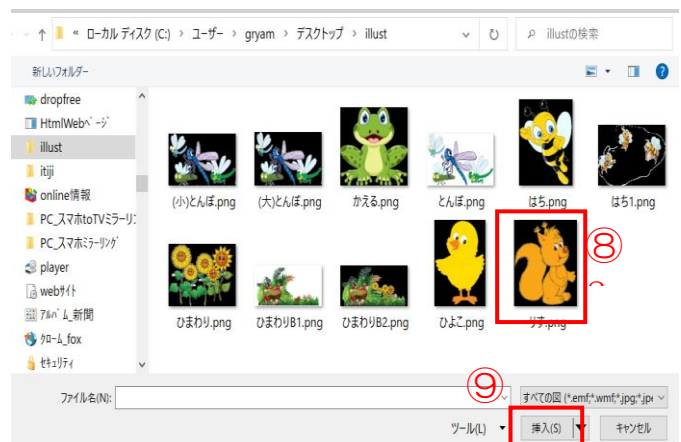 « ローカル ディスク (C:) › ユーザー › gryam › デスクトップ › illust
illustの検索
新しいフォルダー
dropfree
HtmlWebページ
illust
itiji
online情報
PC_スマホtoTVミラーリ
PC_スマホミラーリング
player
webサイト
アルバム_新聞
クローム_fox
セキュリティ
(小)とんぼ.png
(大)とんぼ.png
かえる.png
とんぼ.png
はち.png
はち1.png
ひまわり.png
ひまわりB1.png
ひまわりB2.png
ひよこ.png
りす.png
⑧
⑨
ファイル名(N):
すべての図 (*.emf;*.wmf;*.jpg;*.jpe
ツール(L)
挿入(S)
キャンセル